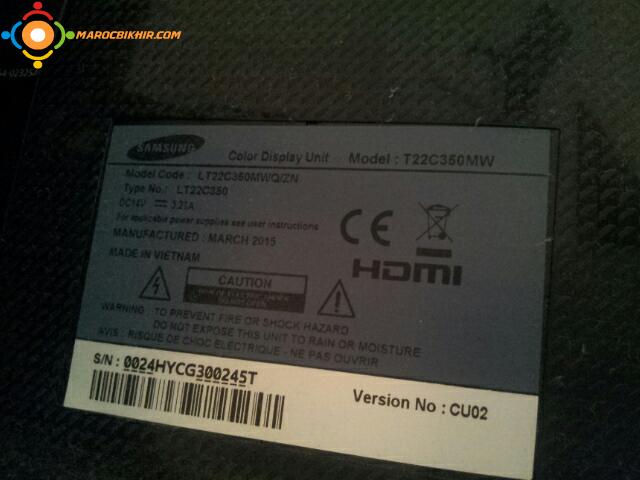 MAROCBIKHIR.COM
SAMSUNG
Color Display Unit Model : T22C350MW
Model Code : LT22C350MWQ/ZN
Type No.: LT22C350
DC14V 3.21A
For applicable power supplies see user instructions
MANUFACTURED : MARCH 2015
MADE IN VIETNAM
CE
HDMI
CAUTION
WARNING : TO PREVENT FIRE OR SHOCK HAZARD
DO NOT EXPOSE THIS UNIT TO RAIN OR MOISTURE
AVIS : RISQUE DE CHOC ELECTRIQUE - NE PAS OUVRIR
S/N : 0024HYCG300245T
Version No : CU02